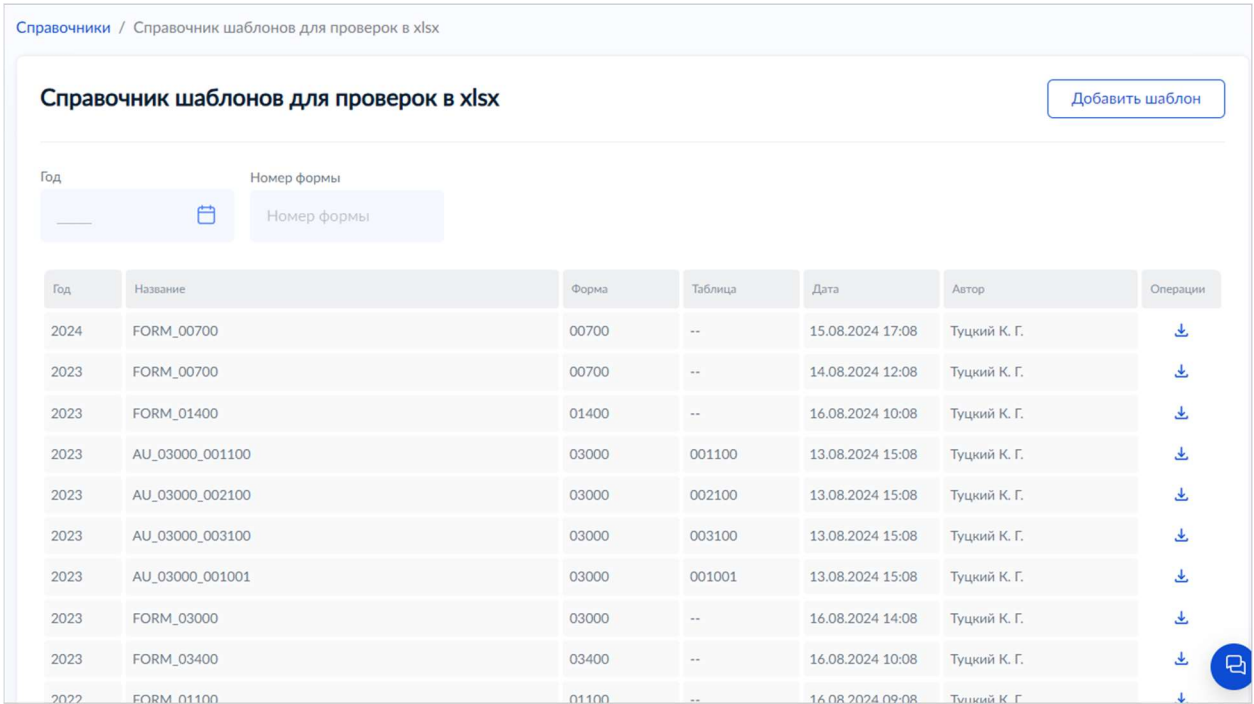 Справочники / Справочник шаблонов для проверок в xlsx
Справочник шаблонов для проверок в xlsx
Добавить шаблон
Год Номер формы
____ Номер формы
Год Название Форма Таблица Дата Автор Операции
2024 FORM_00700 00700 -- 15.08.2024 17:08 Туцкий К. Г.
2023 FORM_00700 00700 -- 14.08.2024 12:08 Туцкий К. Г.
2023 FORM_01400 01400 -- 16.08.2024 10:08 Туцкий К. Г.
2023 AU_03000_001100 03000 001100 13.08.2024 15:08 Туцкий К. Г.
2023 AU_03000_002100 03000 002100 13.08.2024 15:08 Туцкий К. Г.
2023 AU_03000_003100 03000 003100 13.08.2024 15:08 Туцкий К. Г.
2023 AU_03000_001001 03000 001001 13.08.2024 15:08 Туцкий К. Г.
2023 FORM_03000 03000 -- 16.08.2024 14:08 Туцкий К. Г.
2023 FORM_03400 03400 -- 16.08.2024 10:08 Туцкий К. Г.
2022 FORM_01100 01100 -- 16.08.2024 09:08 Туцкий К. Г.